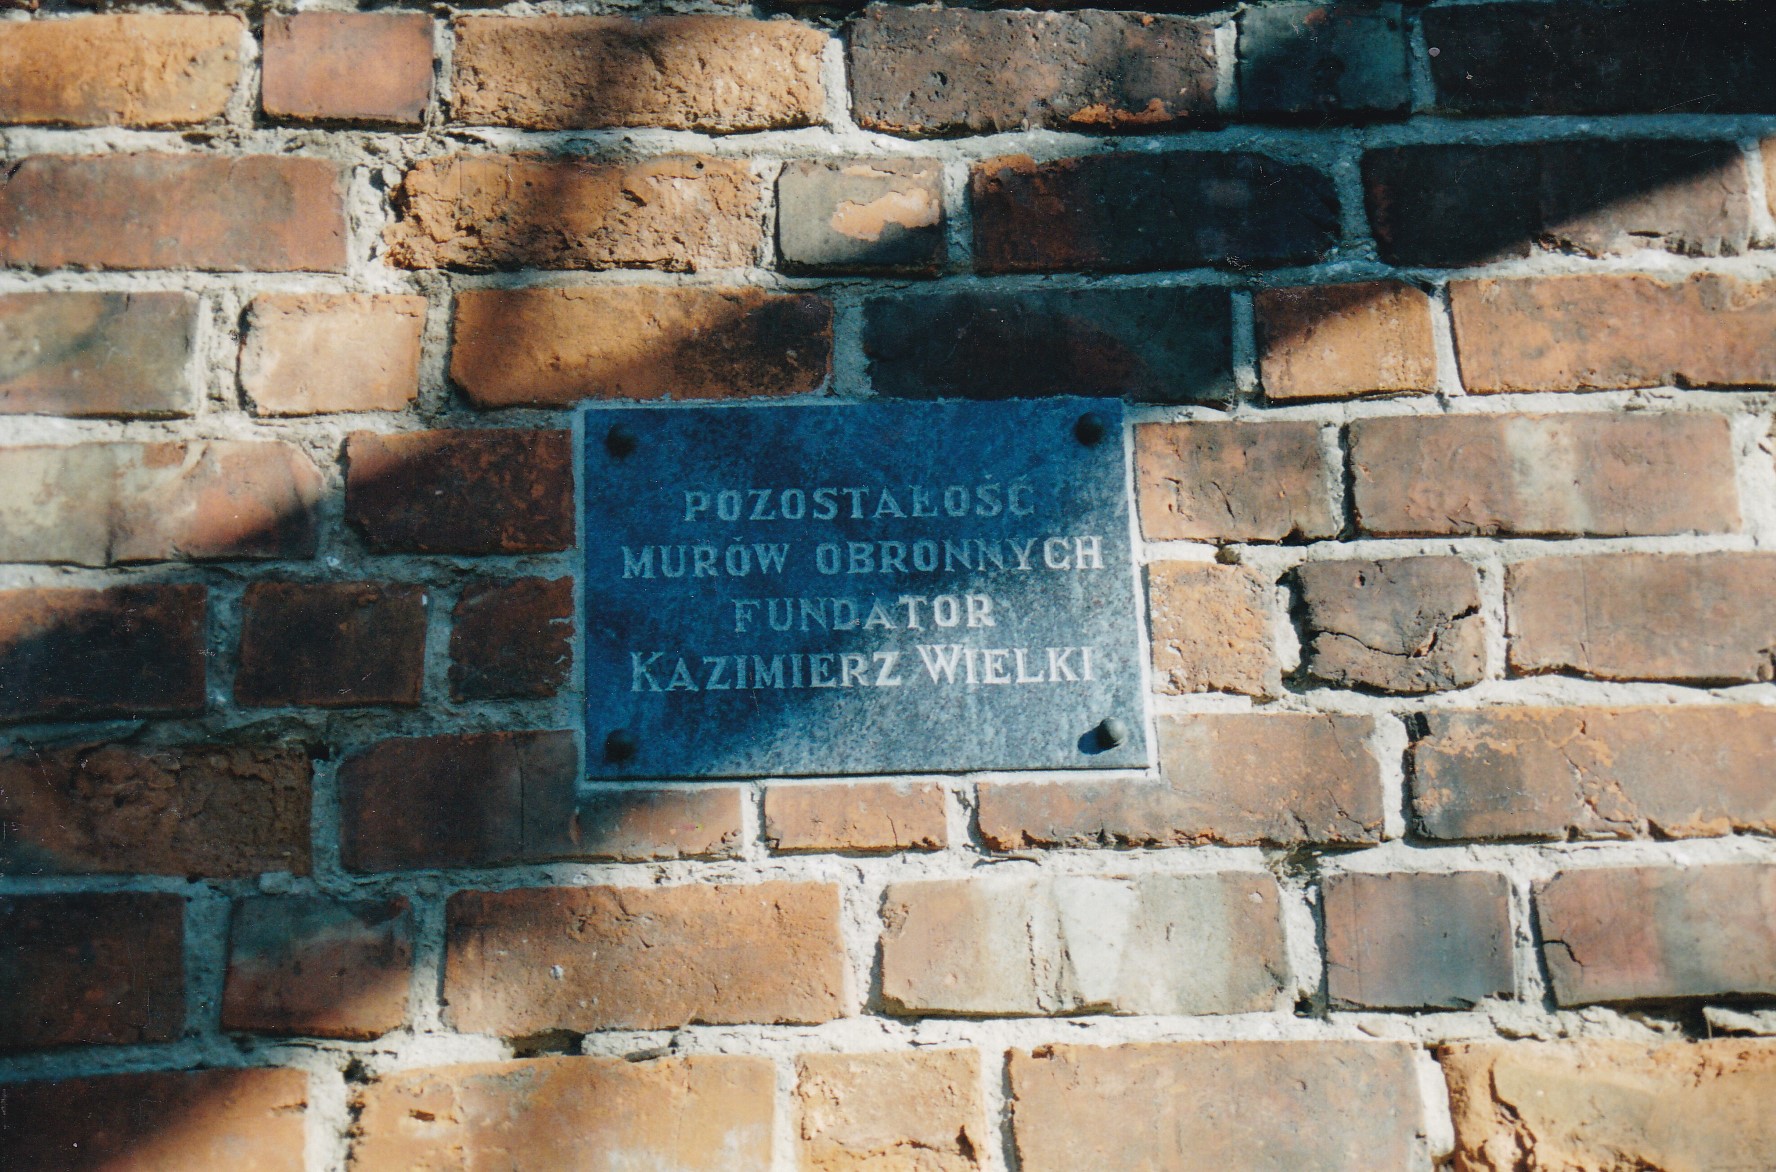 POZOSTAŁOŚĆ
MURÓW OBRONNYCH
FUNDATOR
KAZIMIERZ WIELKI